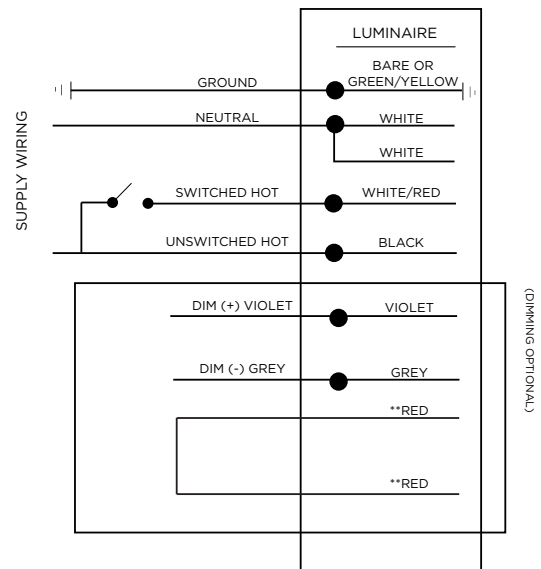 LUMINAIRE
BARE OR
GROUND
GREEN/YELLOW
NEUTRAL
WHITE
WHITE
SUPPLY WIRING
SWITCHED HOT
WHITE/RED
UNSWITCHED HOT
BLACK
DIM (+) VIOLET
VIOLET
(DIMMING OPTIONAL)
DIM (-) GREY
GREY
**RED
**RED